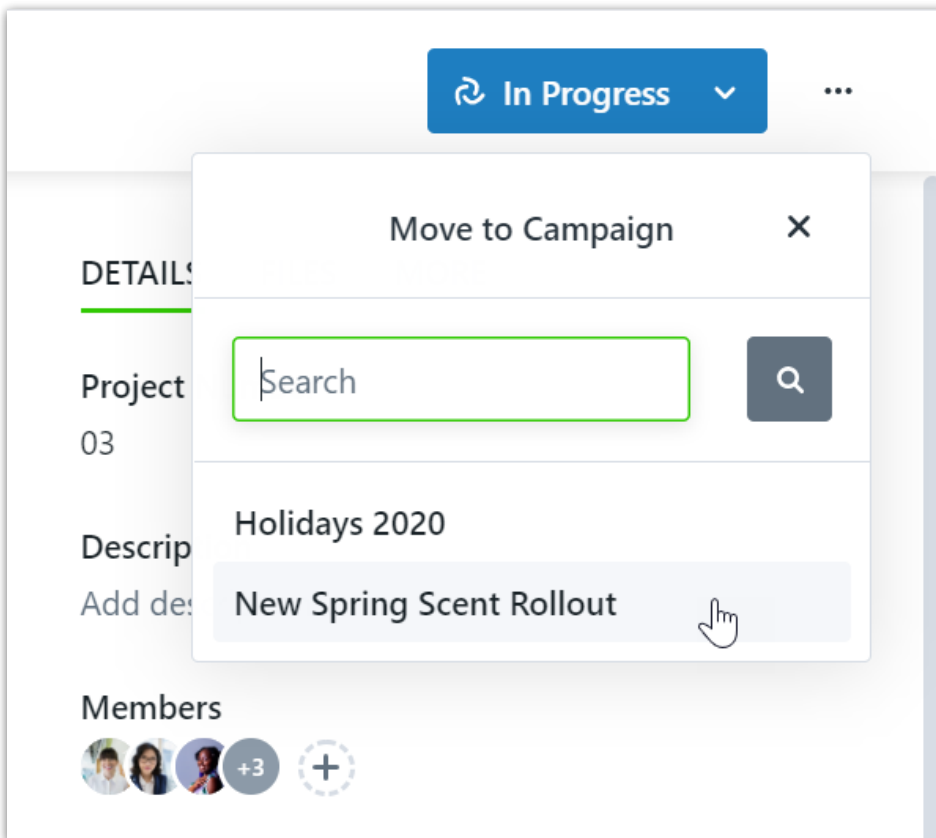 In Progress
Move to Campaign
DETAILS
Search
Project
03
Holidays 2020
Descrip
Add des
New Spring Scent Rollout
Members
+3